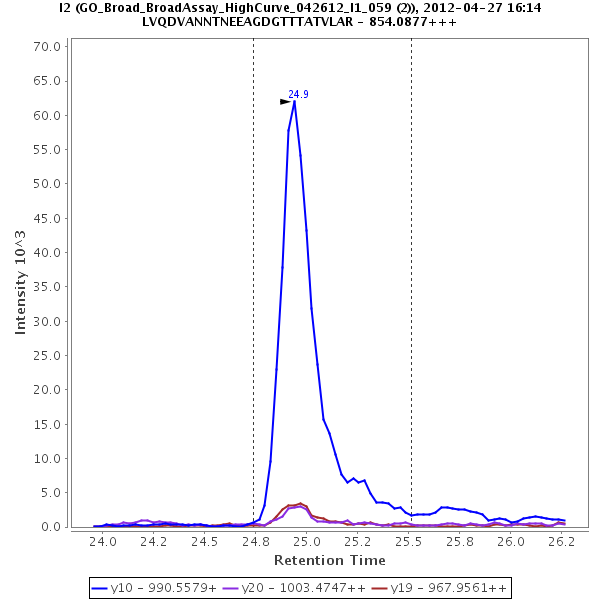 I2 (GO_Broad_BroadAssay_HighCurve_042612_I1_059 (2)), 2012-04-27 16:14
LVQDVANNTNEEAGDGTTTATVLAR - 854.0877+++
70.0
65.0
60.0
55.0
50.0
45.0
40.0
35.0
30.0
25.0
20.0
15.0
10.0
5.0
0.0
Intensity 10^3
24.9
24.0 24.2 24.5 24.8 25.0 25.2 25.5 25.8 26.0 26.2
Retention Time
y10 - 990.5579+ y20 - 1003.4747++ y19 - 967.9561++